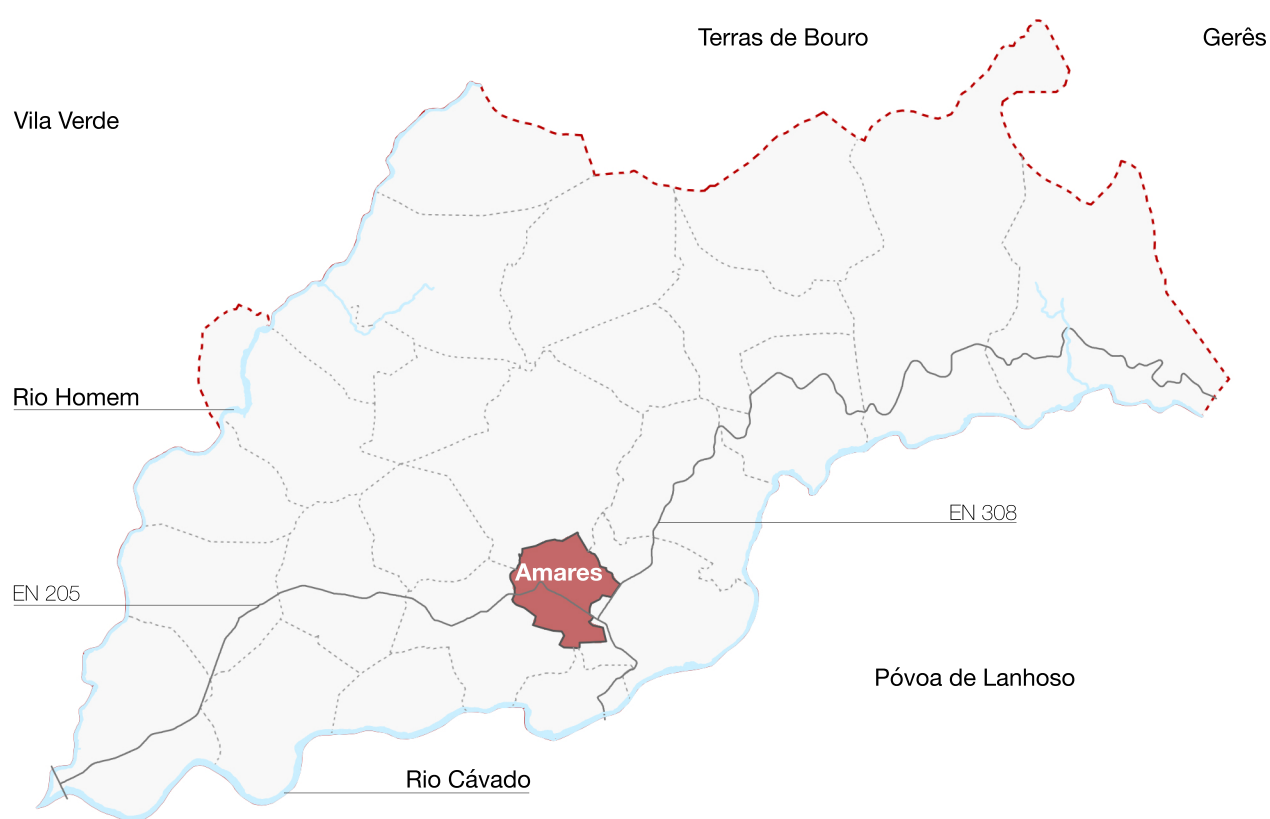 Terras de Bouro
Gerês
Vila Verde
Rio Homem
EN 308
Amares
EN 205
Póvoa de Lanhoso
Rio Cávado